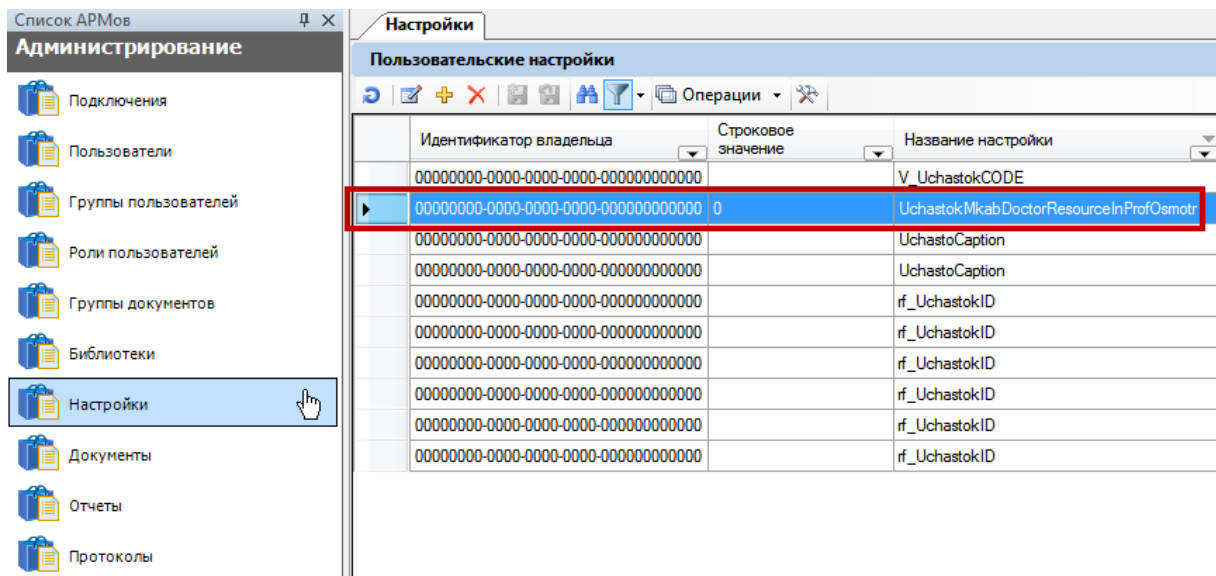 Список АРМов
Администрирование
Подключения
Пользователи
Группы пользователей
Роли пользователей
Группы документов
Библиотеки
Настройки
Документы
Отчеты
Протоколы
Настройки
Пользовательские настройки
Операции
Идентификатор владельца
Строковое
значение
Название настройки
00000000-0000-0000-0000-000000000000 V_UchastokCODE
00000000-0000-0000-0000-000000000000 0 UchastokMkabDoctorResourceInProfOsmotr
00000000-0000-0000-0000-000000000000 UchastoCaption
00000000-0000-0000-0000-000000000000 UchastoCaption
00000000-0000-0000-0000-000000000000 rf_UchastokID
00000000-0000-0000-0000-000000000000 rf_UchastokID
00000000-0000-0000-0000-000000000000 rf_UchastokID
00000000-0000-0000-0000-000000000000 rf_UchastokID
00000000-0000-0000-0000-000000000000 rf_UchastokID
00000000-0000-0000-0000-000000000000 rf_UchastokID